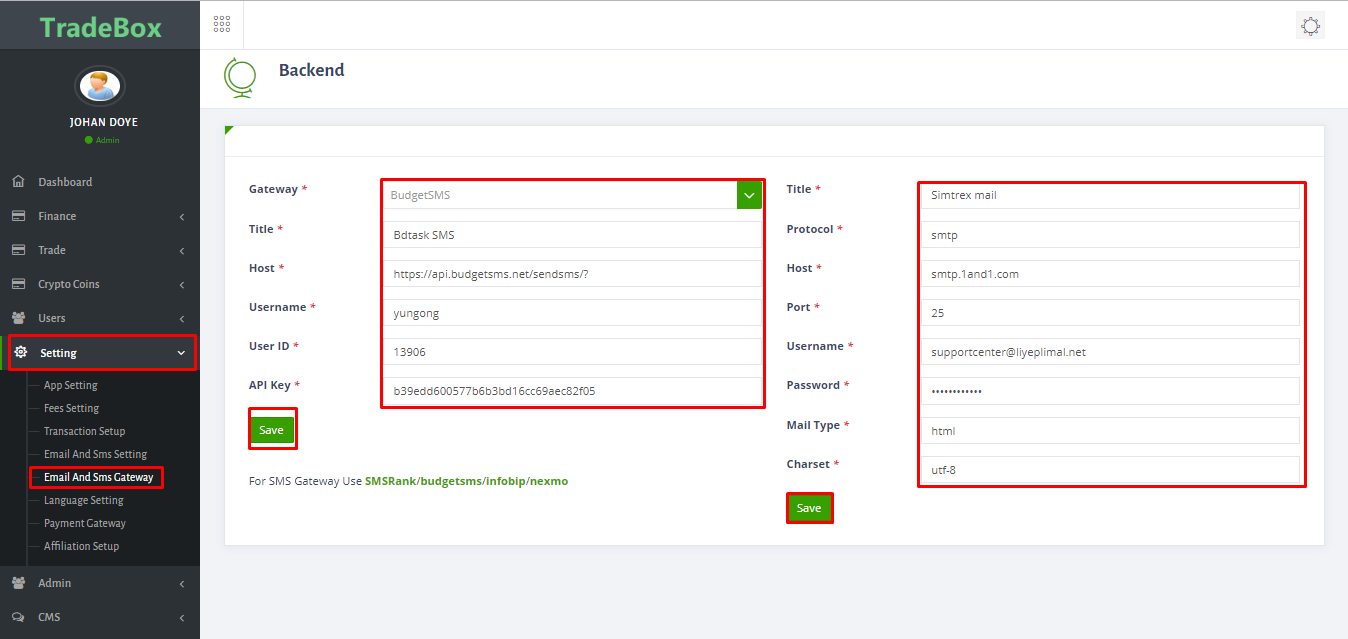 TradeBox
JOHAN DOYE
Admin
Dashboard
Finance
Trade
Crypto Coins
Users
Setting
App Setting
Fees Setting
Transaction Setup
Email And Sms Setting
Email And Sms Gateway
Language Setting
Payment Gateway
Affiliation Setup
Admin
CMS
Backend
Gateway * BudgetSMS
Title * Bdtask SMS
Host * https://api.budgetsms.net/sendsms/?
Username * yungong
User ID * 13906
API Key * b39edd600577b6b3bd16cc69aec82f05
Save
For SMS Gateway Use SMSRank/budgetsms/infobip/nexmo
Title * Simtrex mail
Protocol * smtp
Host * smtp.1and1.com
Port * 25
Username * supportcenter@liyeplimal.net
Password * ••••••••••••
Mail Type * html
Charset * utf-8
Save